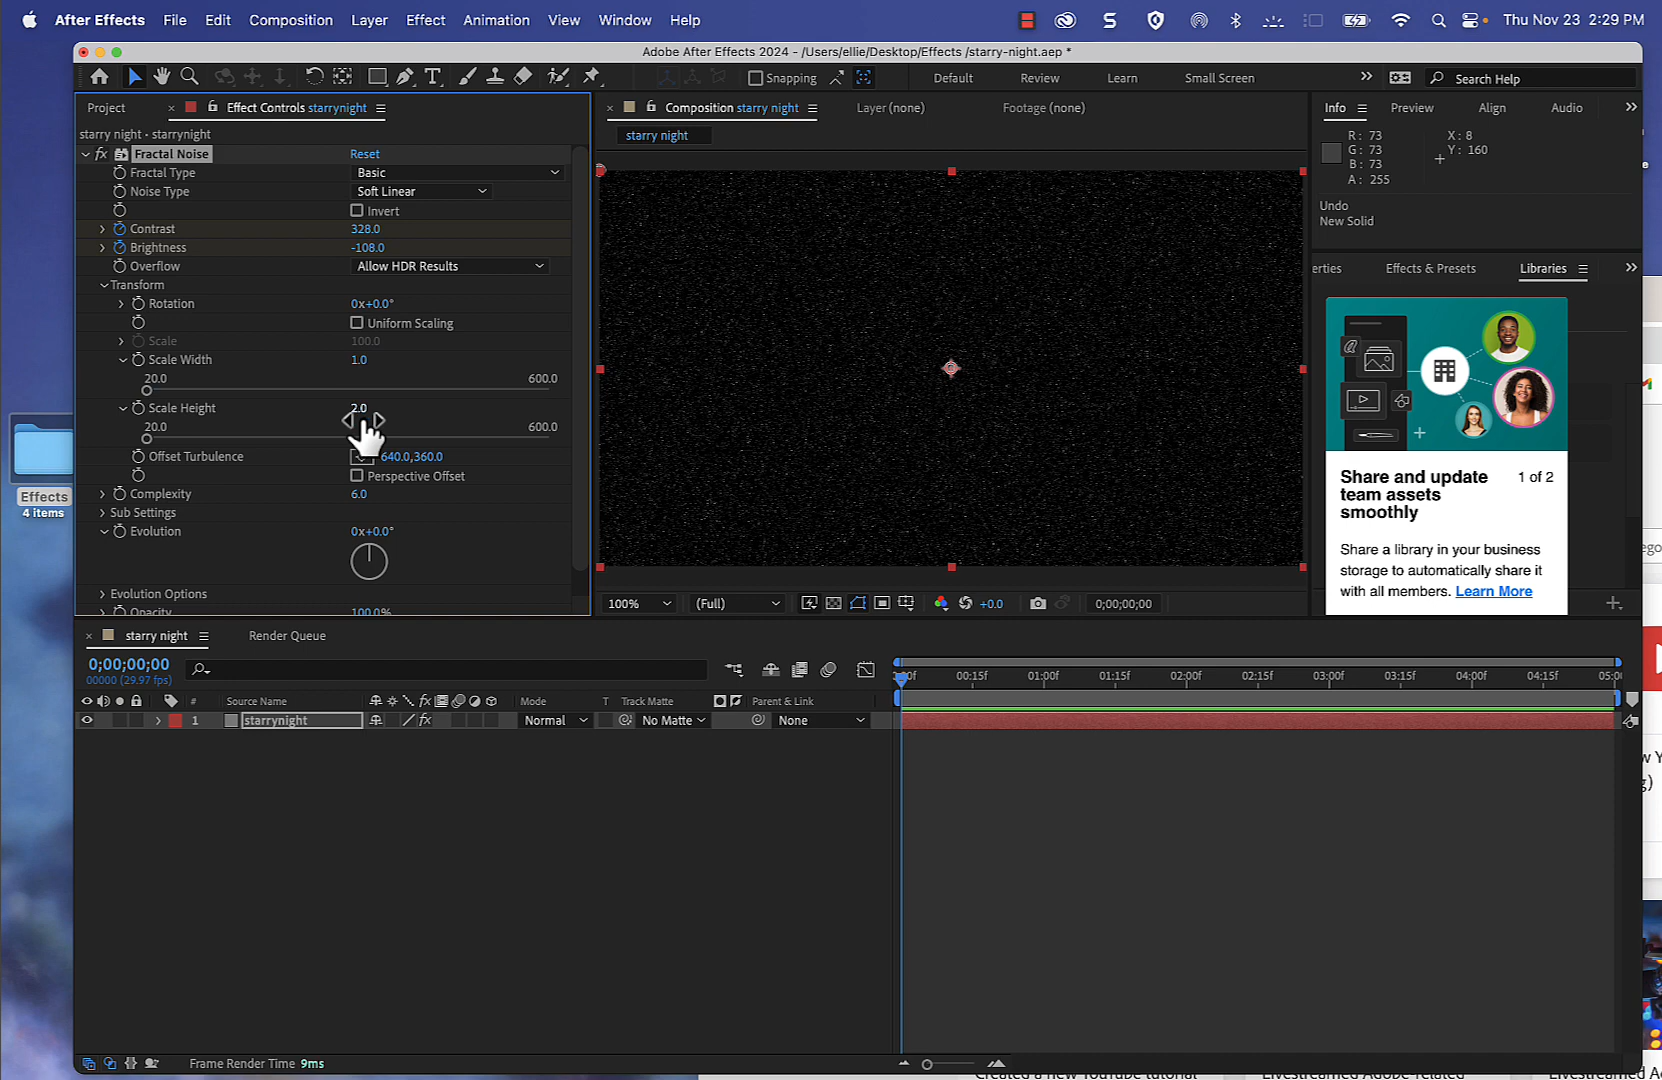 After Effects File Edit Composition Layer Effect Animation View Window Help
Thu Nov 23 2:29 PM
Adobe After Effects 2024 - /Users/ellie/Desktop/Effects /starry-night.aep *
Snapping
Default Review Learn Small Screen
Search Help
Project × Effect Controls starrynight
starry night • starrynight
fx Fractal Noise Reset
Fractal Type Basic
Noise Type Soft Linear
Invert
Contrast 328.0
Brightness -108.0
Overflow Allow HDR Results
Transform
Rotation 0x+0.0°
Uniform Scaling
Scale 100.0
Scale Width 1.0
20.0 600.0
Scale Height 2.0
20.0 600.0
Offset Turbulence 640.0,360.0
Perspective Offset
Complexity 6.0
Sub Settings
Evolution 0x+0.0°
Evolution Options
Opacity 100.0%
Composition starry night Layer (none) Footage (none)
starry night
100% (Full) +0.0 0;00;00;00
Info Preview Align Audio
R: 73 X: 8
G: 73 Y: 160
B: 73
A: 255
Undo
New Solid
erties Effects & Presets Libraries
Share and update
team assets
smoothly
1 of 2
Share a library in your business
storage to automatically share it
with all members. Learn More
Effects
4 items
× starry night Render Queue
0;00;00;00
00000 (29.97 fps)
:00f 00:15f 01:00f 01:15f 02:00f 02:15f 03:00f 03:15f 04:00f 04:15f 05:0
# Source Name fx Mode T Track Matte Parent & Link
1 starrynight fx Normal No Matte None
Frame Render Time 9ms